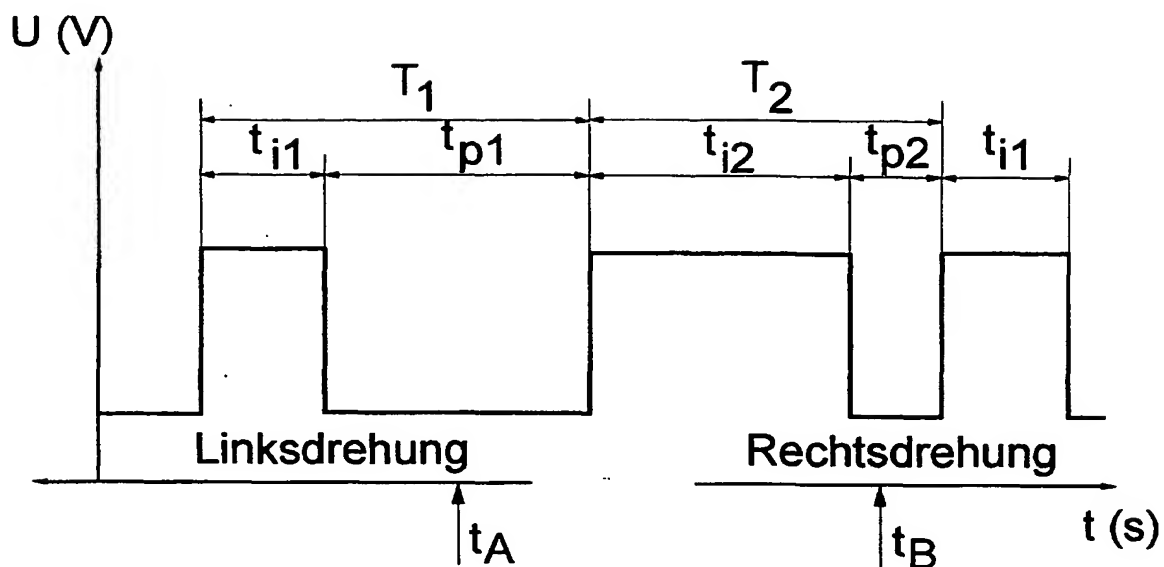 U (V)
T1 T2
ti1 tp1 ti2 tp2 ti1
Linksdrehung Rechtsdrehung
tA tB t (s)